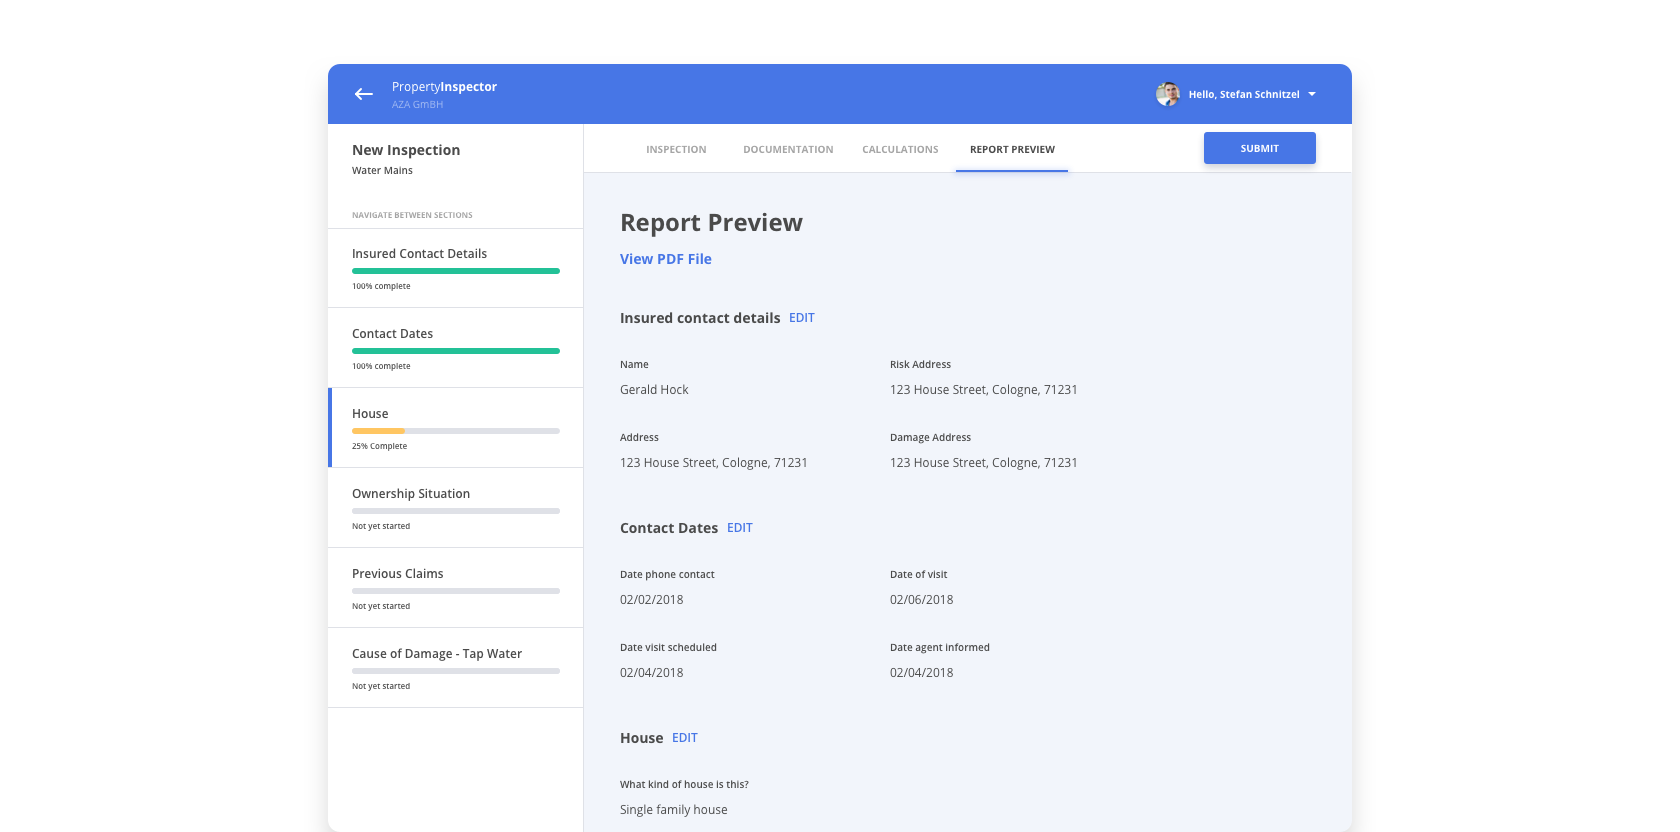 PropertyInspector
AZA GmBH
Hello, Stefan Schnitzel
New Inspection
Water Mains
NAVIGATE BETWEEN SECTIONS
Insured Contact Details
100% complete
Contact Dates
100% complete
House
25% Complete
Ownership Situation
Not yet started
Previous Claims
Not yet started
Cause of Damage - Tap Water
Not yet started
INSPECTION DOCUMENTATION CALCULATIONS REPORT PREVIEW SUBMIT
Report Preview
View PDF File
Insured contact details EDIT
Name Risk Address
Gerald Hock 123 House Street, Cologne, 71231
Address Damage Address
123 House Street, Cologne, 71231 123 House Street, Cologne, 71231
Contact Dates EDIT
Date phone contact Date of visit
02/02/2018 02/06/2018
Date visit scheduled Date agent informed
02/04/2018 02/04/2018
House EDIT
What kind of house is this?
Single family house